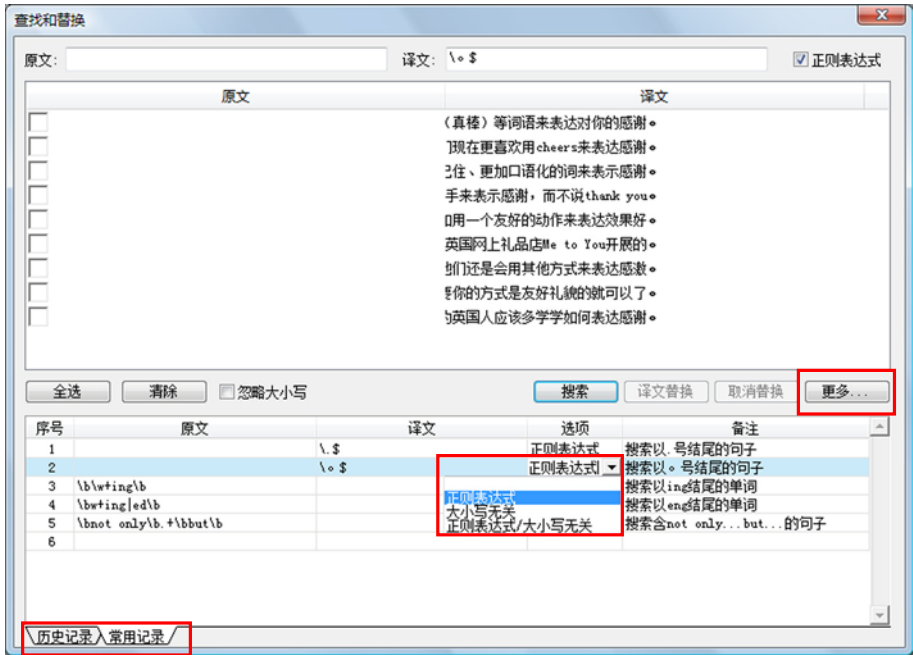 查找和替换
原文: 译文: \。$ 正则表达式
原文 译文
(真棒)等词语来表达对你的感谢。
现在更喜欢用cheers来表达感谢。
住、更加口语化的词来表示感谢。
手来表示感谢，而不说thank you。
用一个友好的动作来表达效果好。
英国网上礼品店Me to You开展的。
们还是会用其他方式来表达感激。
你的方式是友好礼貌的就可以了。
英国人应该多学学如何表达感谢。
全选 清除 忽略大小写 搜索 译文替换 取消替换 更多...
序号 原文 译文 选项 备注
1 \.$ 正则表达式 搜索以.号结尾的句子
2 \。$ 正则表达式 搜索以。号结尾的句子
3 \b\w+ing\b 搜索以ing结尾的单词
正则表达式
4 \bw+ing|ed\b 搜索以eng结尾的单词
大小写无关
5 \bnot only\b.+\bbut\b 搜索含not only...but...的句子
正则表达式/大小写无关
6
历史记录 常用记录